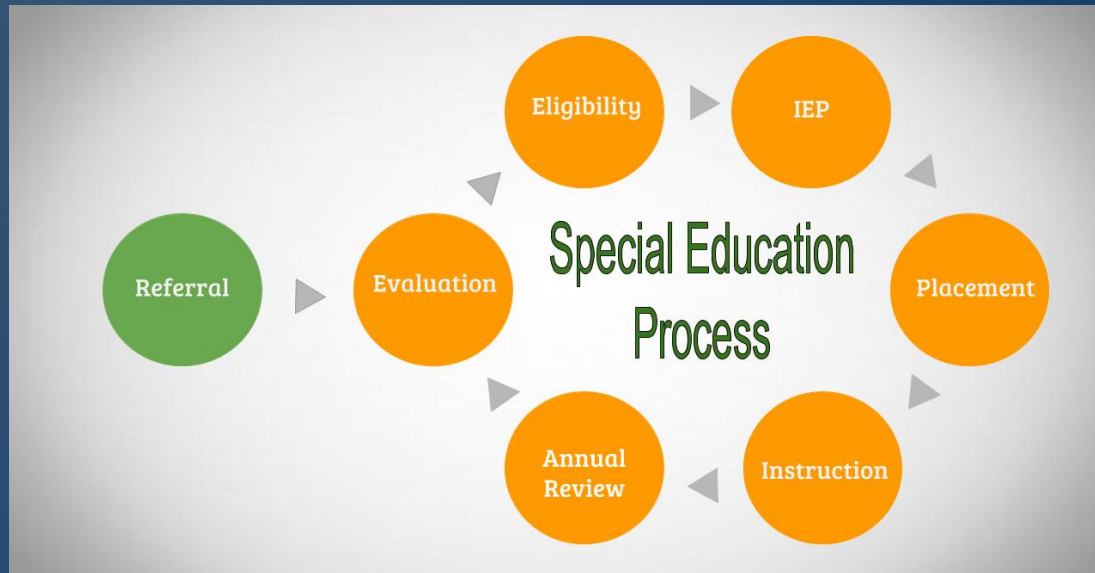 Referral
Evaluation
Eligibility
IEP
Placement
Instruction
Annual
Review
Special Education
Process